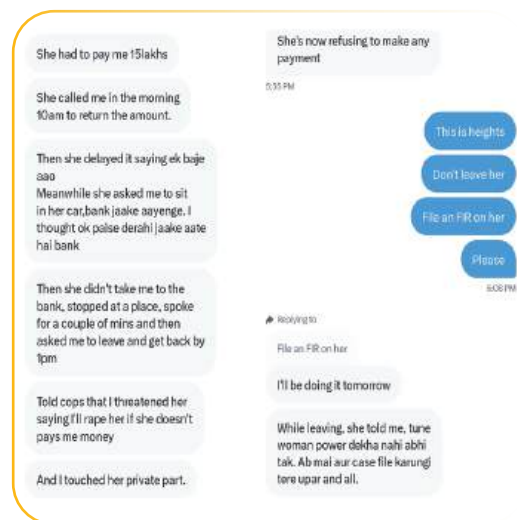 She had to pay me 15lakhs
She called me in the morning
10am to return the amount.
Then she delayed it saying ek baje
aao
Meanwhile she asked me to sit
in her car,bank jaake aayenge. I
thought ok paise derahi jaake aate
hai bank
Then she didn't take me to the
bank, stopped at a place, spoke
for a couple of mins and then
asked me to leave and get back by
1pm
Told cops that I threatened her
saying I'll rape her if she doesn't
pays me money
And I touched her private part.
She's now refusing to make any
payment
5:35 PM
This is heights
Don't leave her
File an FIR on her
Please
6:08 PM
Replying to
File an FIR on her
I'll be doing it tomorrow
While leaving, she told me, tune
woman power dekha nahi abhi
tak. Ab mai aur case file karungi
tere upar and all.